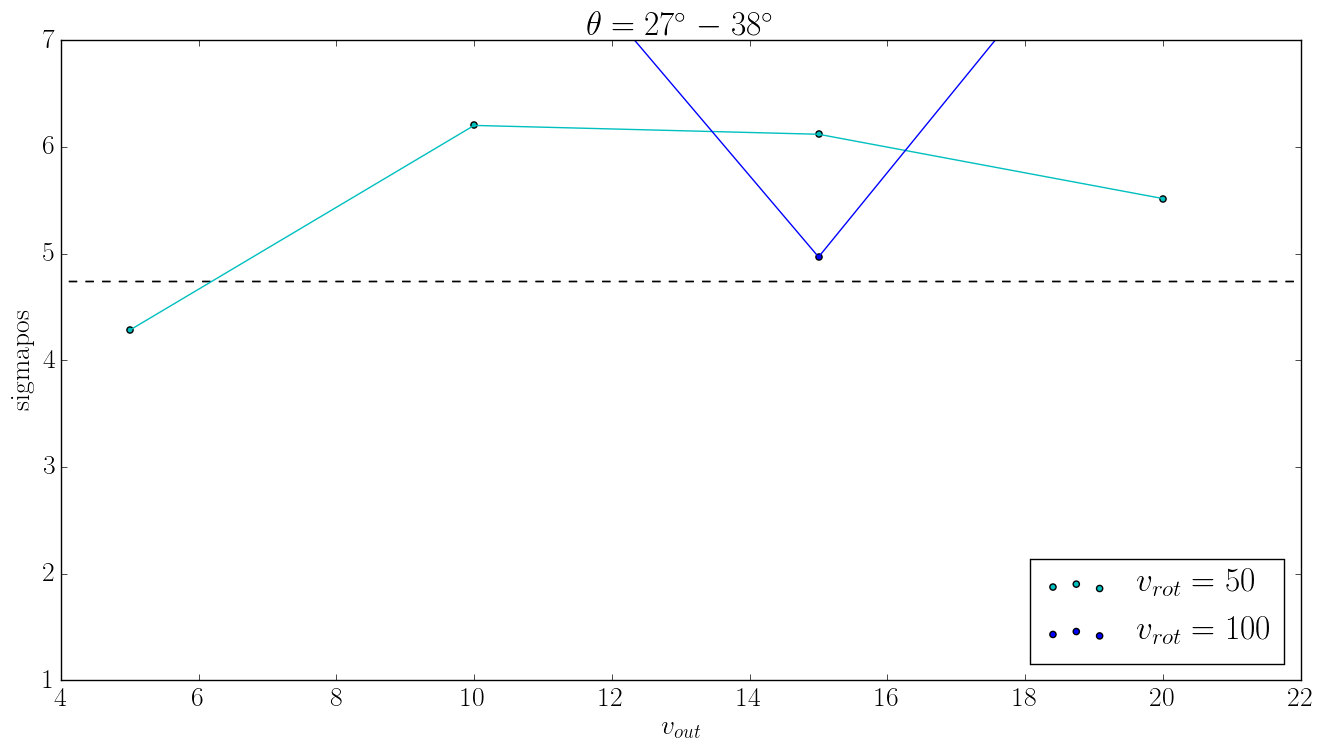 θ = 27° − 38°
7
6
5
4
3
2
1
sigmapos
4 6 8 10 12 14 16 18 20 22
v_out
v_rot = 50
v_rot = 100